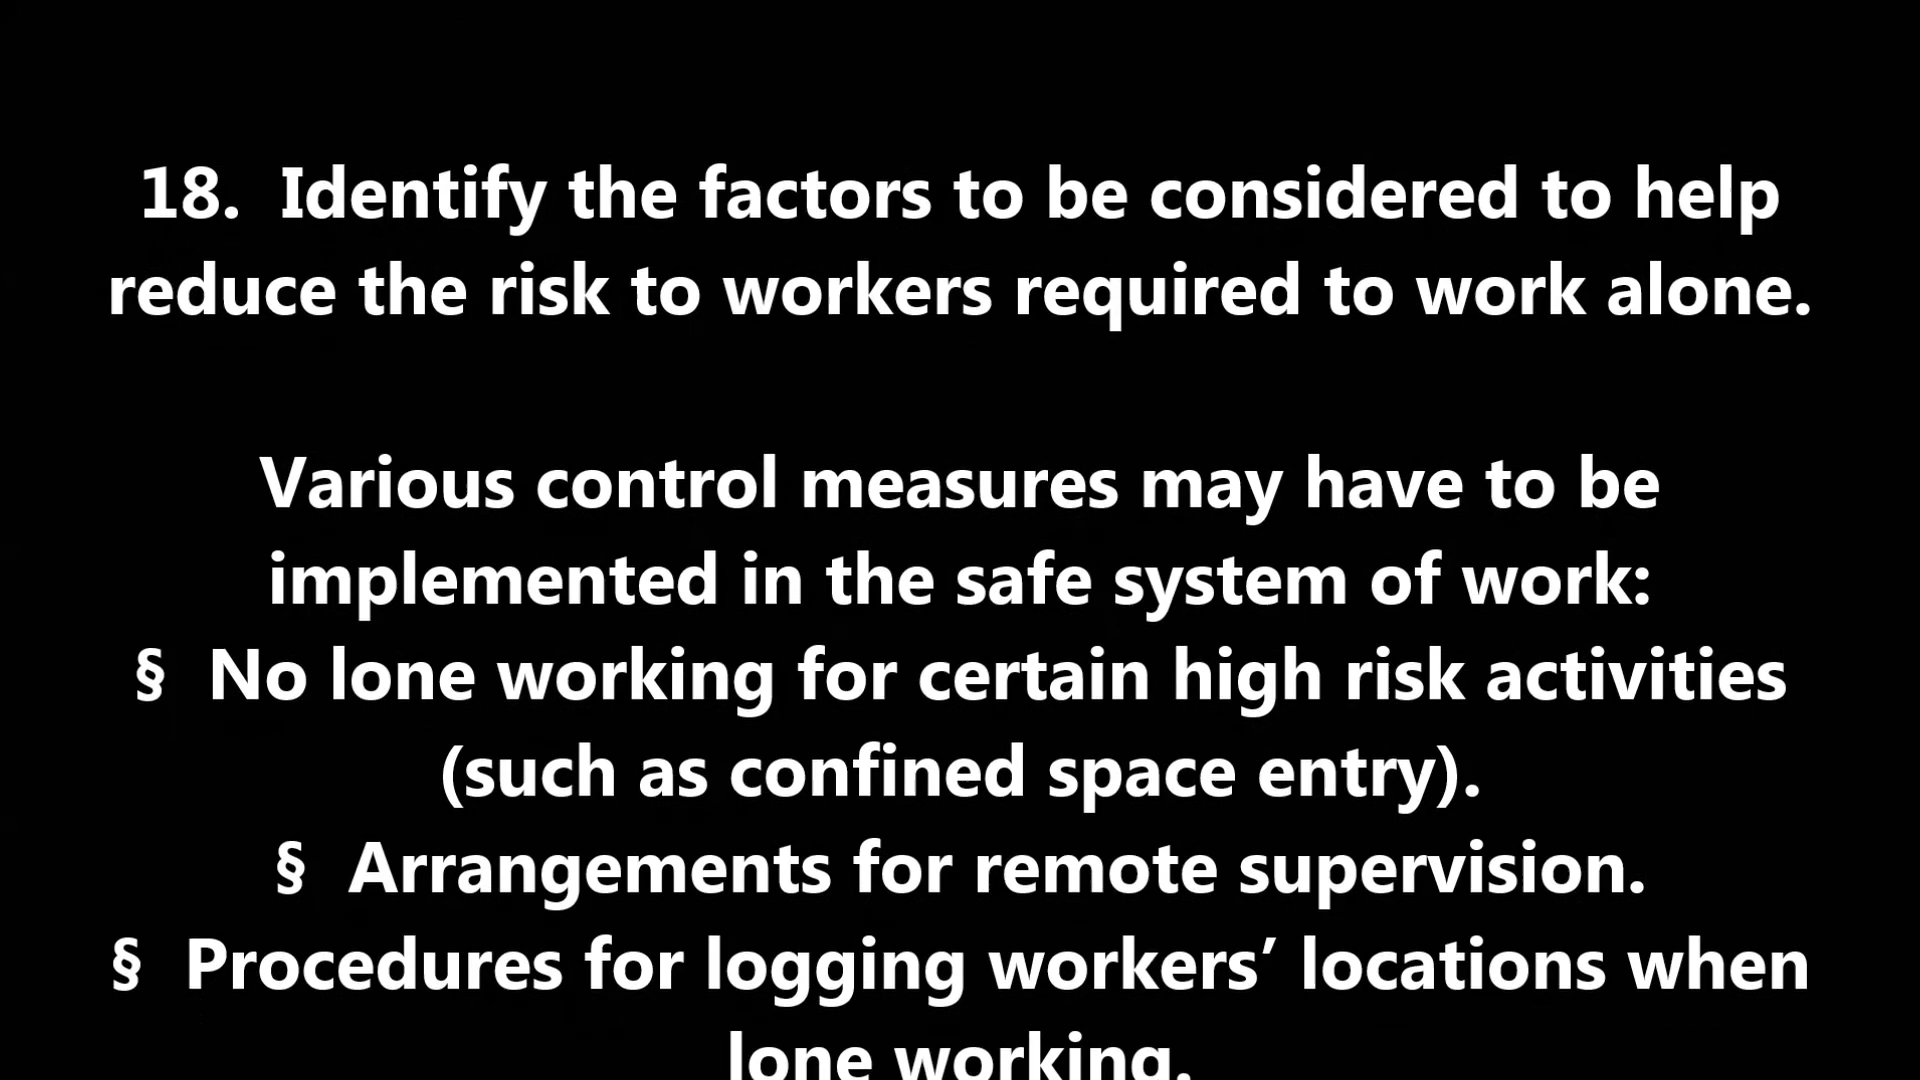 18.  Identify the factors to be considered to help
reduce the risk to workers required to work alone.
Various control measures may have to be
implemented in the safe system of work:
§  No lone working for certain high risk activities
(such as confined space entry).
§  Arrangements for remote supervision.
§  Procedures for logging workers’ locations when
lone working.